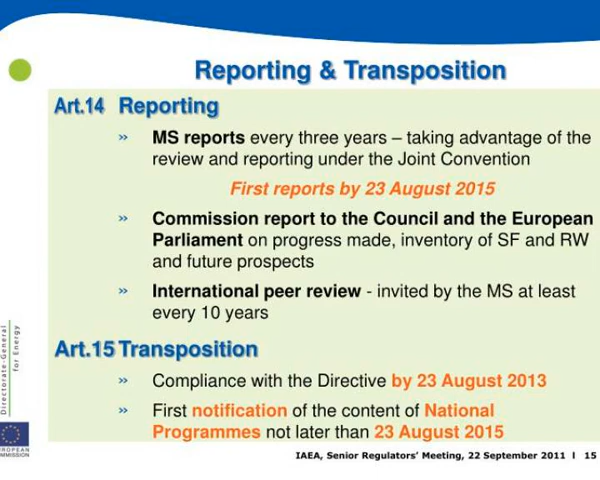 Reporting & Transposition
Art.14 Reporting
» MS reports every three years – taking advantage of the
review and reporting under the Joint Convention
First reports by 23 August 2015
» Commission report to the Council and the European
Parliament on progress made, inventory of SF and RW
and future prospects
» International peer review - invited by the MS at least
every 10 years
Art.15 Transposition
» Compliance with the Directive by 23 August 2013
» First notification of the content of National
Programmes not later than 23 August 2015
Directorate-General
for Energy
ROPEAN
MMISSION
IAEA, Senior Regulators' Meeting, 22 September 2011 I 15